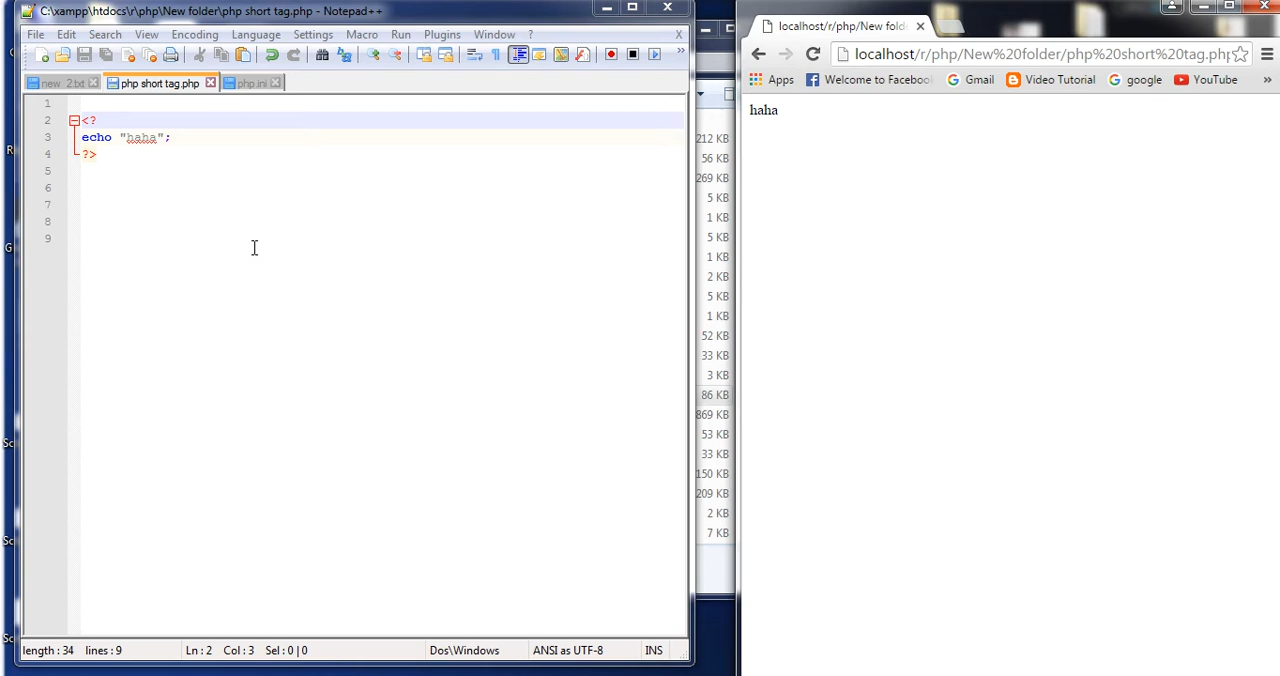 C:\xampp\htdocs\r\php\New folder\php short tag.php - Notepad++
File Edit Search View Encoding Language Settings Macro Run Plugins Window ? X
new 2.txt php short tag.php php.ini
1
2 <?
3 echo "haha";
4 ?>
5
6
7
8
9
length : 34 lines : 9 Ln : 2 Col : 3 Sel : 0 | 0 Dos\Windows ANSI as UTF-8 INS
212 KB
56 KB
269 KB
5 KB
1 KB
5 KB
1 KB
2 KB
5 KB
1 KB
52 KB
33 KB
3 KB
86 KB
869 KB
53 KB
33 KB
150 KB
209 KB
2 KB
7 KB
localhost/r/php/New fold
localhost/r/php/New%20folder/php%20short%20tag.php
Apps Welcome to Facebook Gmail Video Tutorial google YouTube »
haha